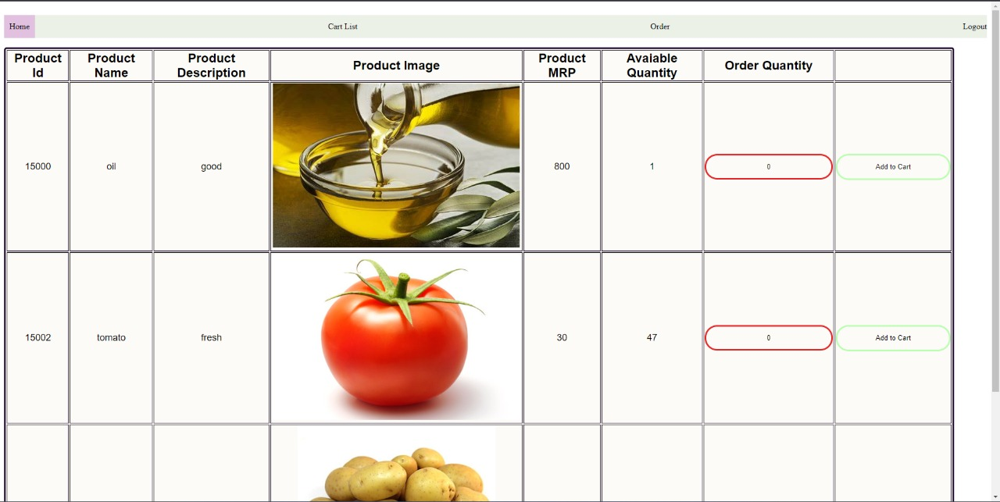 Home Cart List Order Logout
Product Id Product Name Product Description Product Image Product MRP Avalable Quantity Order Quantity
15000 oil good 800 1 0 Add to Cart
15002 tomato fresh 30 47 0 Add to Cart